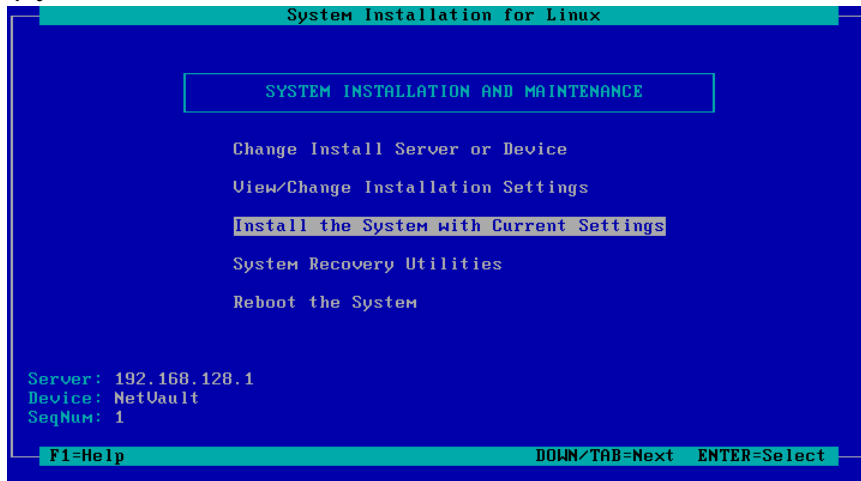 System Installation for Linux
SYSTEM INSTALLATION AND MAINTENANCE
Change Install Server or Device
View/Change Installation Settings
Install the System with Current Settings
System Recovery Utilities
Reboot the System
Server: 192.168.128.1
Device: NetVault
SeqNum: 1
F1=Help DOWN/TAB=Next ENTER=Select